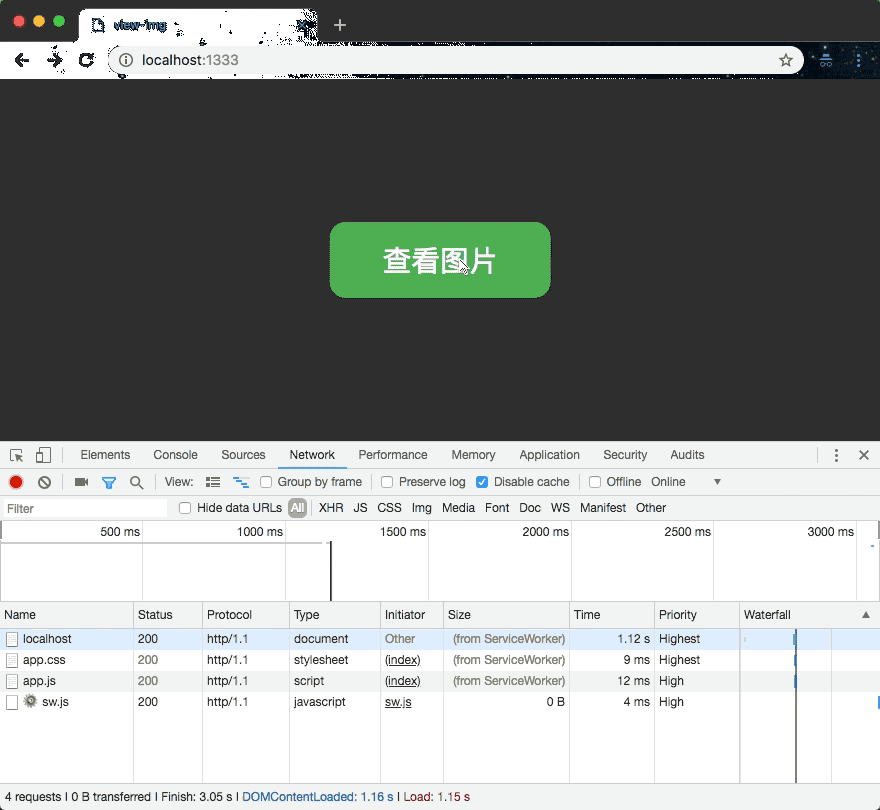 view-img
localhost:1333
查看图片
Elements Console Sources Network Performance Memory Application Security Audits
View: Group by frame Preserve log Disable cache Offline Online
Filter Hide data URLs All XHR JS CSS Img Media Font Doc WS Manifest Other
500 ms 1000 ms 1500 ms 2000 ms 2500 ms 3000 ms
Name Status Protocol Type Initiator Size Time Priority Waterfall
localhost 200 http/1.1 document Other (from ServiceWorker) 1.12 s Highest
app.css 200 http/1.1 stylesheet (index) (from ServiceWorker) 9 ms Highest
app.js 200 http/1.1 script (index) (from ServiceWorker) 12 ms High
sw.js 200 http/1.1 javascript sw.js 0 B 4 ms High
4 requests | 0 B transferred | Finish: 3.05 s | DOMContentLoaded: 1.16 s | Load: 1.15 s